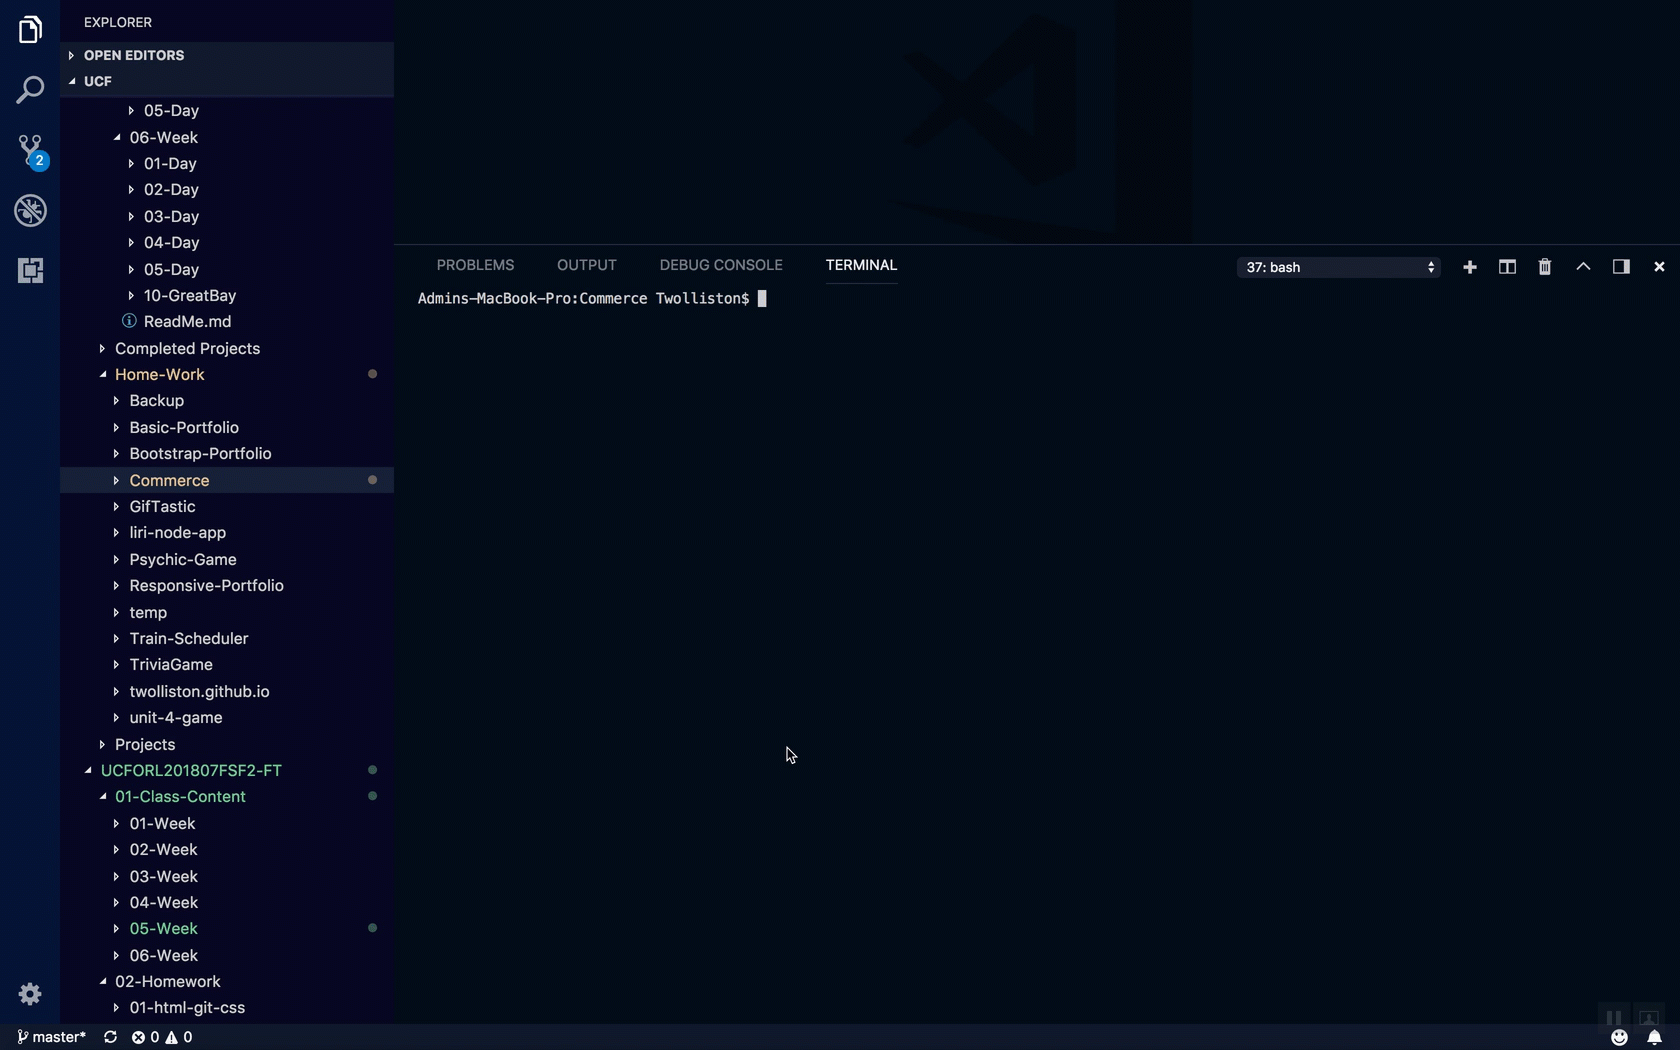 EXPLORER
OPEN EDITORS
UCF
05-Day
06-Week
01-Day
02-Day
03-Day
04-Day
05-Day
10-GreatBay
ReadMe.md
Completed Projects
Home-Work
Backup
Basic-Portfolio
Bootstrap-Portfolio
Commerce
GifTastic
liri-node-app
Psychic-Game
Responsive-Portfolio
temp
Train-Scheduler
TriviaGame
twolliston.github.io
unit-4-game
Projects
UCFORL201807FSF2-FT
01-Class-Content
01-Week
02-Week
03-Week
04-Week
05-Week
06-Week
02-Homework
01-html-git-css
2
PROBLEMS OUTPUT DEBUG CONSOLE TERMINAL 37: bash
Admins-MacBook-Pro:Commerce Twolliston$
master* 0 0